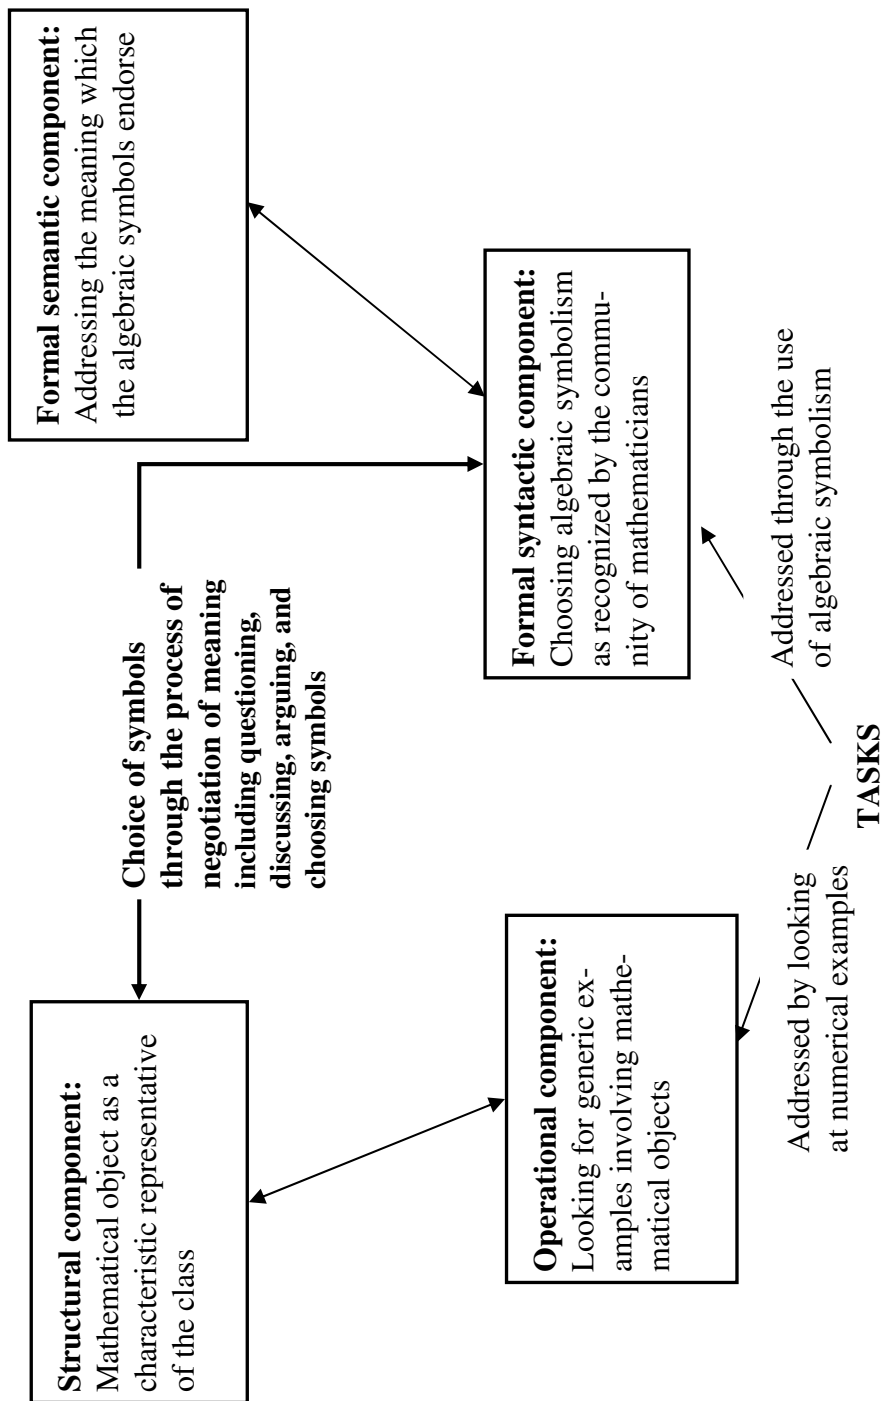 Structural component:
Mathematical object as a
characteristic representative
of the class
Choice of symbols
through the process of
negotiation of meaning
including questioning,
discussing, arguing, and
choosing symbols
Formal semantic component:
Addressing the meaning which
the algebraic symbols endorse
Operational component:
Looking for generic ex-
amples involving mathe-
matical objects
Formal syntactic component:
Choosing algebraic symbolism
as recognized by the commu-
nity of mathematicians
Addressed by looking
at numerical examples
Addressed through the use
of algebraic symbolism
TASKS